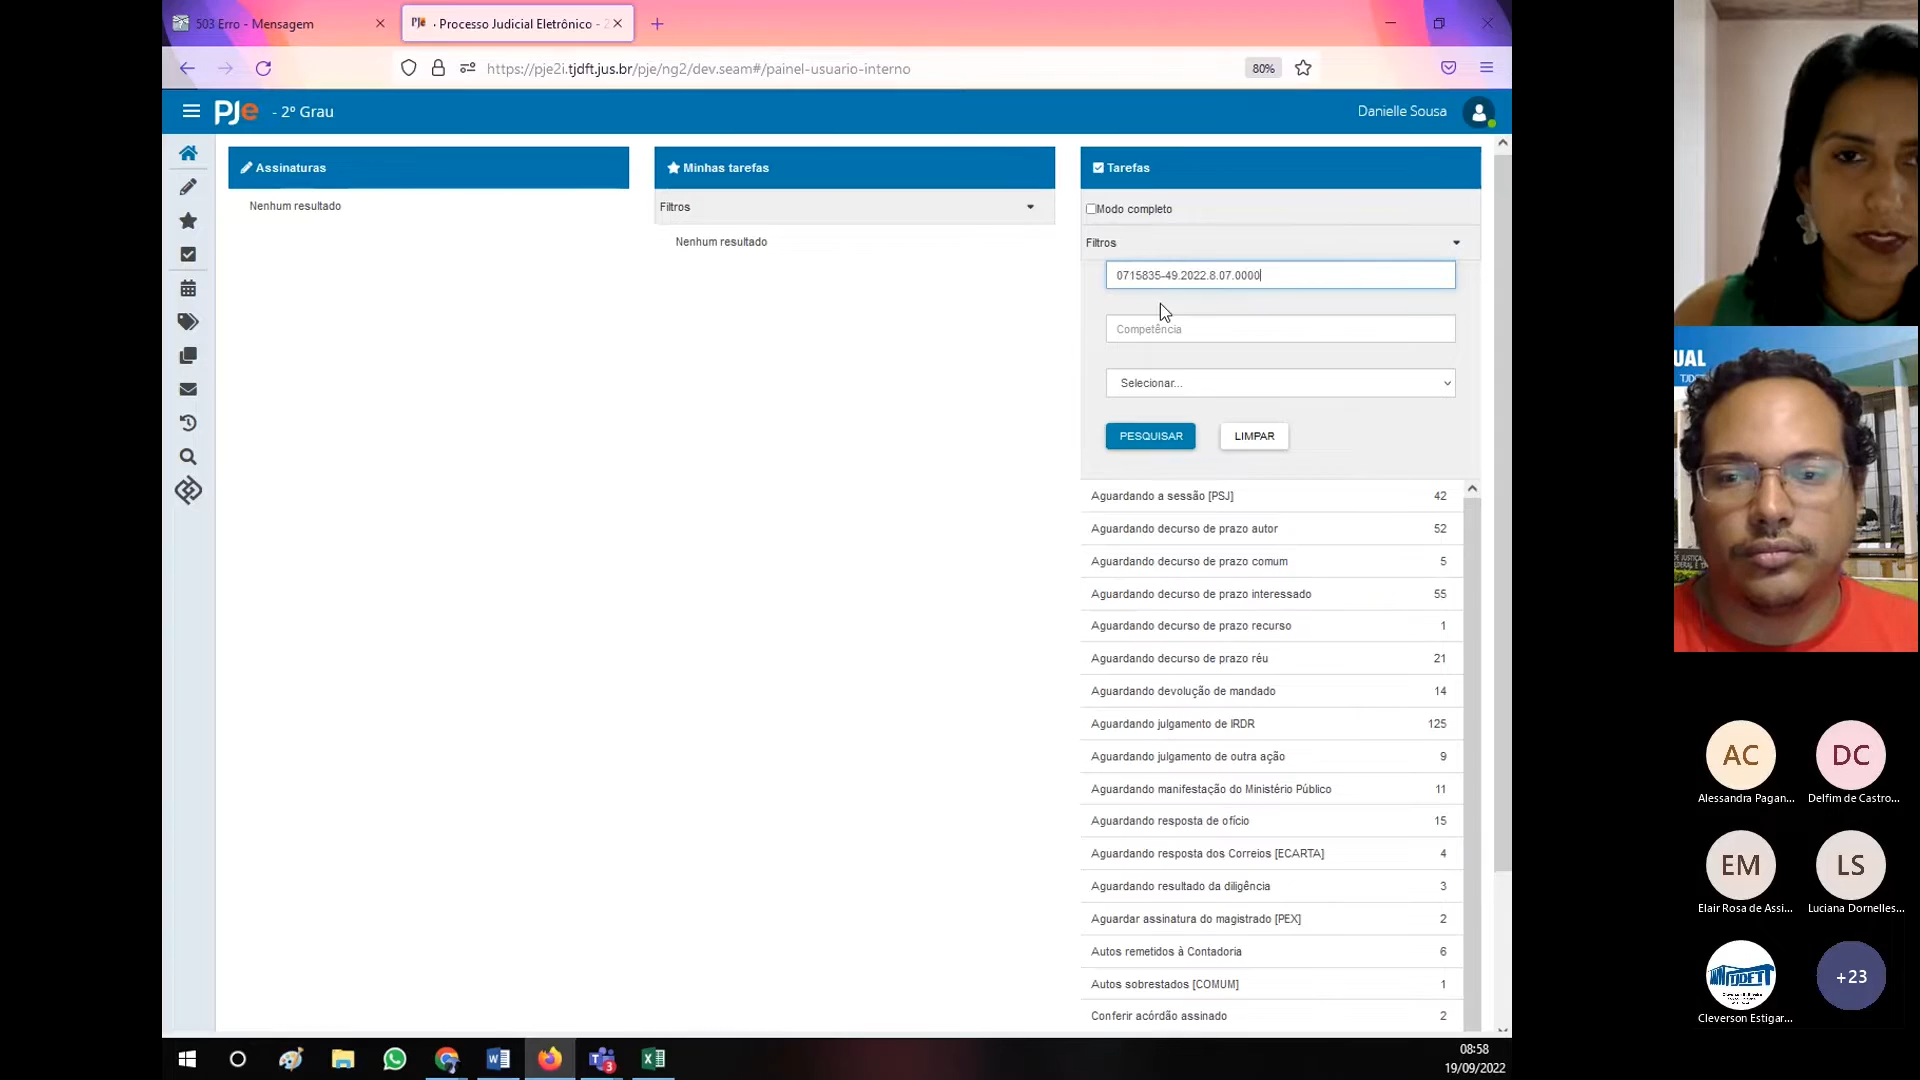 503 Erro - Mensagem
PJe · Processo Judicial Eletrônico - 2
https://pje2i.tjdft.jus.br/pje/ng2/dev.seam#/painel-usuario-interno
80%
PJe - 2º Grau
Danielle Sousa
Assinaturas
Nenhum resultado
Minhas tarefas
Filtros
Nenhum resultado
Tarefas
Modo completo
Filtros
0715835-49.2022.8.07.0000
Competência
Selecionar...
PESQUISAR
LIMPAR
Aguardando a sessão [PSJ] 42
Aguardando decurso de prazo autor 52
Aguardando decurso de prazo comum 5
Aguardando decurso de prazo interessado 55
Aguardando decurso de prazo recurso 1
Aguardando decurso de prazo réu 21
Aguardando devolução de mandado 14
Aguardando julgamento de IRDR 125
Aguardando julgamento de outra ação 9
Aguardando manifestação do Ministério Público 11
Aguardando resposta de ofício 15
Aguardando resposta dos Correios [ECARTA] 4
Aguardando resultado da diligência 3
Aguardar assinatura do magistrado [PEX] 2
Autos remetidos à Contadoria 6
Autos sobrestados [COMUM] 1
Conferir acórdão assinado 2
08:58
19/09/2022
3
UAL
AC
Alessandra Pagan...
DC
Delfim de Castro...
EM
Elair Rosa de Assi...
LS
Luciana Dornelles...
TJDFT
Cleverson Estigar...
+23